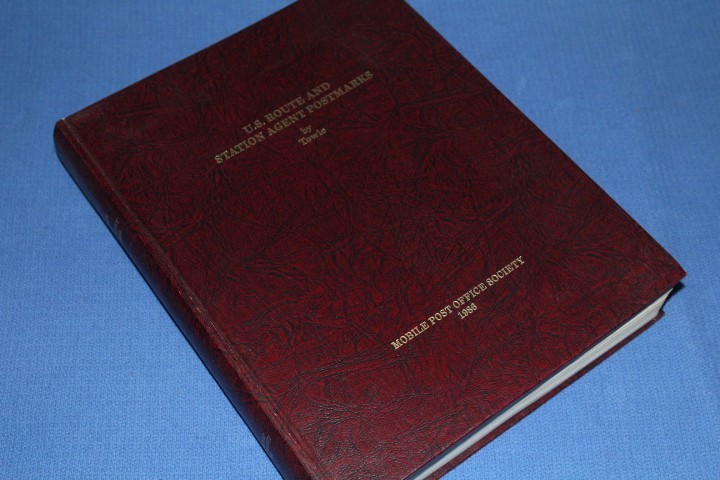 U.S. ROUTE AND
STATION AGENT POSTMARKS
by
Towle
MOBILE POST OFFICE SOCIETY
1986